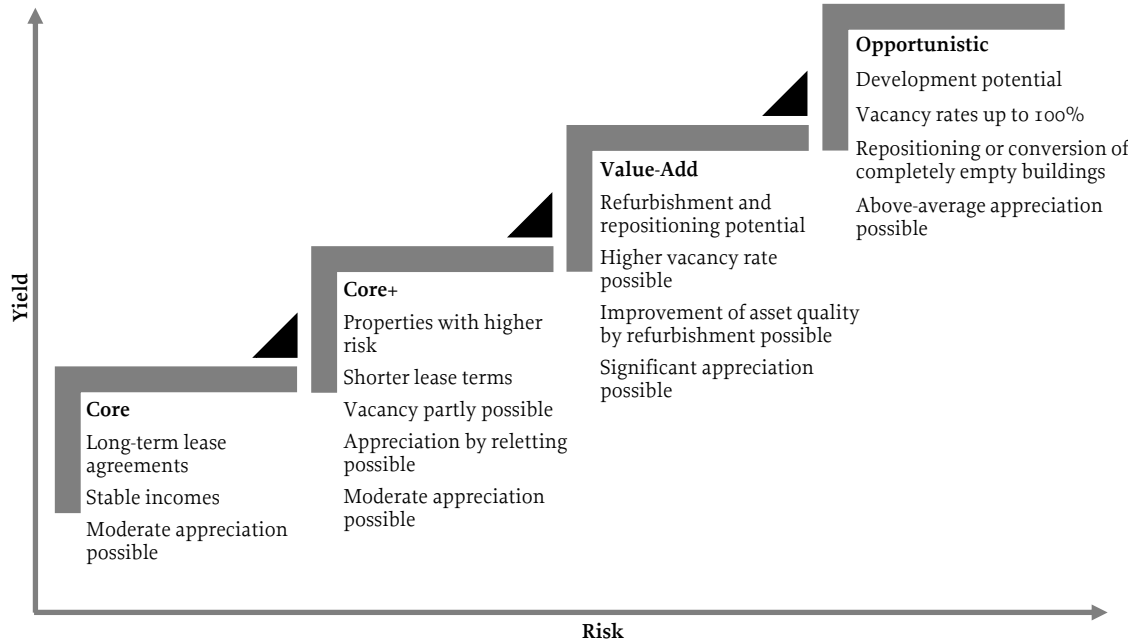 Yield
Opportunistic
Development potential
Vacancy rates up to 100%
Repositioning or conversion of
completely empty buildings
Above-average appreciation
possible
Value-Add
Refurbishment and
repositioning potential
Higher vacancy rate
possible
Improvement of asset quality
by refurbishment possible
Significant appreciation
possible
Core+
Properties with higher
risk
Shorter lease terms
Vacancy partly possible
Appreciation by reletting
possible
Moderate appreciation
possible
Core
Long-term lease
agreements
Stable incomes
Moderate appreciation
possible
Risk